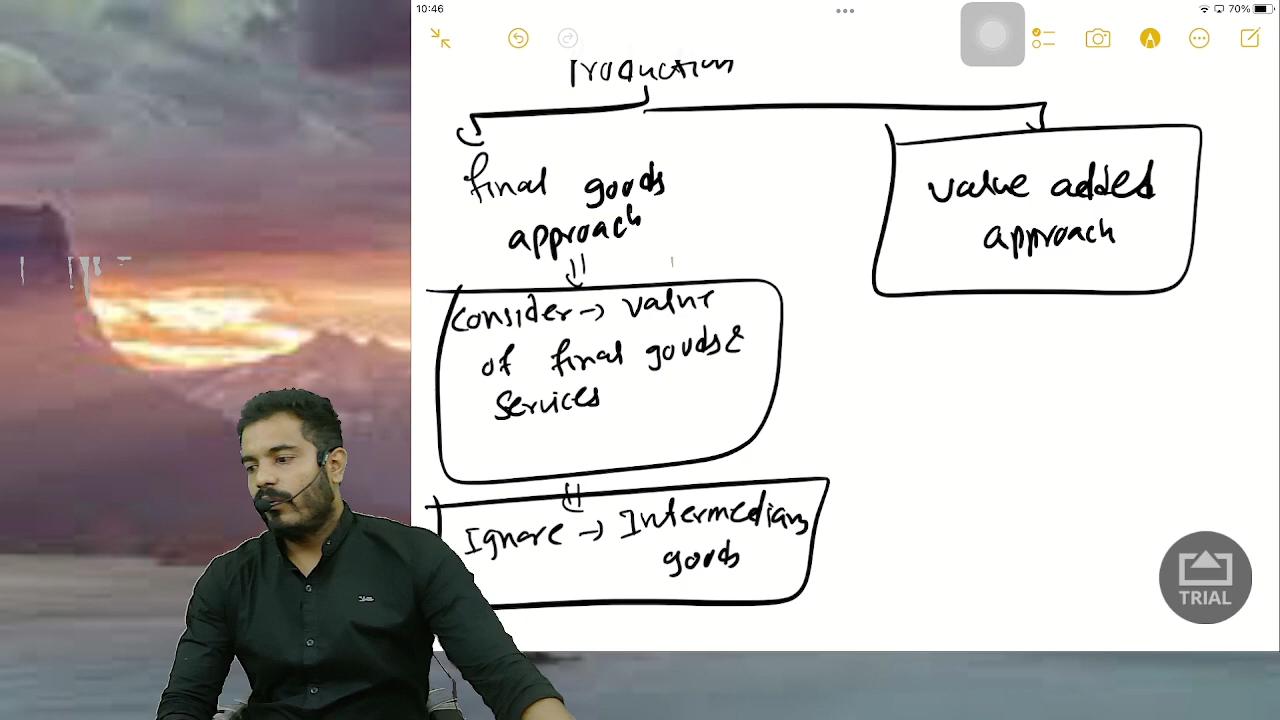 10:46
70%
Production
final goods
approach
value added
approach
Consider → value
of final goods &
Services
Ignore → Intermediary
goods
TRIAL